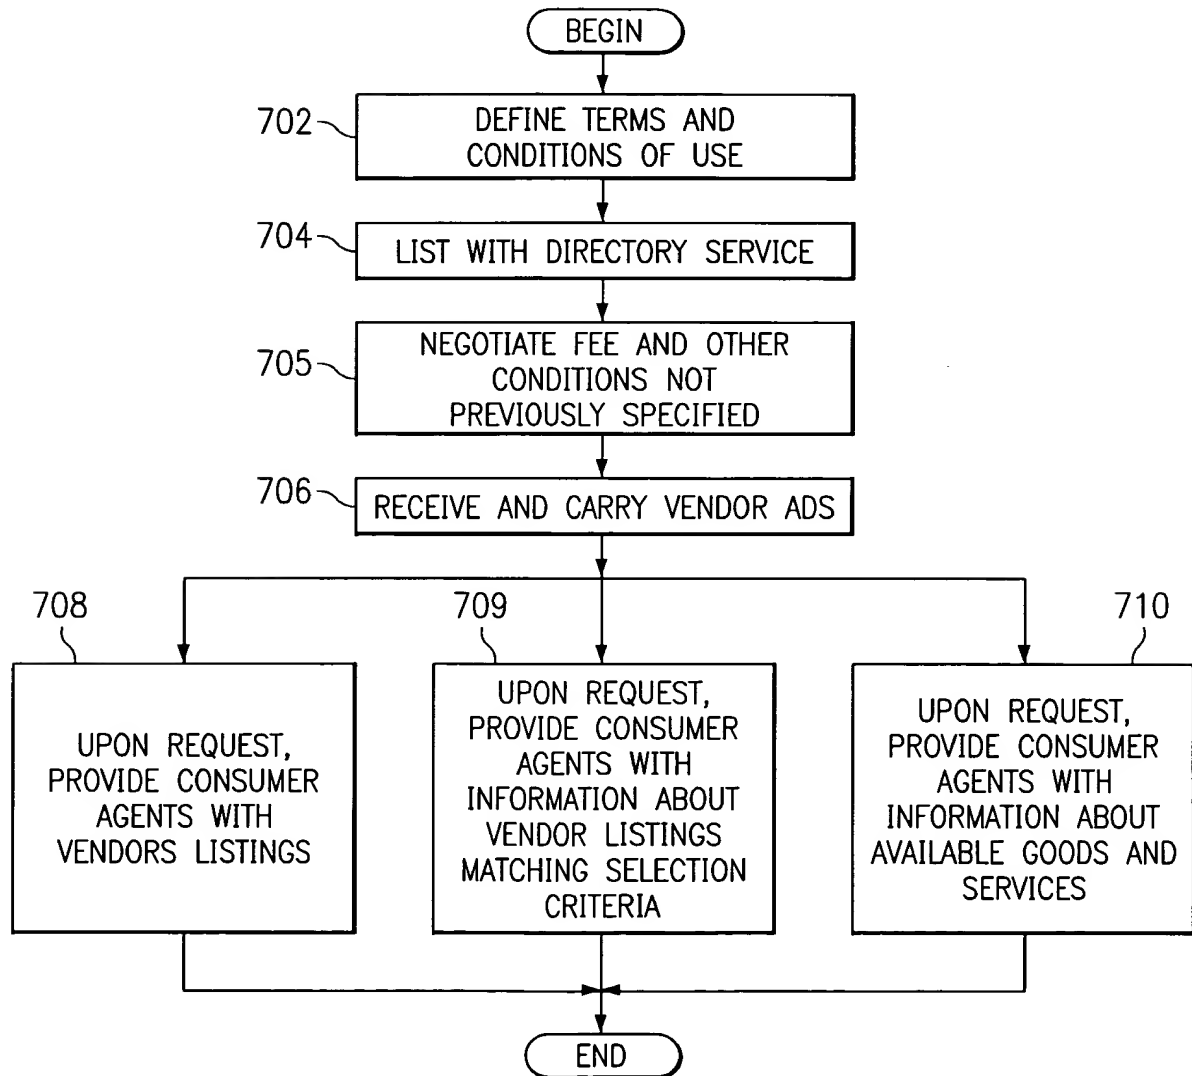 BEGIN
702
DEFINE TERMS AND
CONDITIONS OF USE
704
LIST WITH DIRECTORY SERVICE
705
NEGOTIATE FEE AND OTHER
CONDITIONS NOT
PREVIOUSLY SPECIFIED
706
RECEIVE AND CARRY VENDOR ADS
708
UPON REQUEST,
PROVIDE CONSUMER
AGENTS WITH
VENDORS LISTINGS
709
UPON REQUEST,
PROVIDE CONSUMER
AGENTS WITH
INFORMATION ABOUT
VENDOR LISTINGS
MATCHING SELECTION
CRITERIA
710
UPON REQUEST,
PROVIDE CONSUMER
AGENTS WITH
INFORMATION ABOUT
AVAILABLE GOODS AND
SERVICES
END